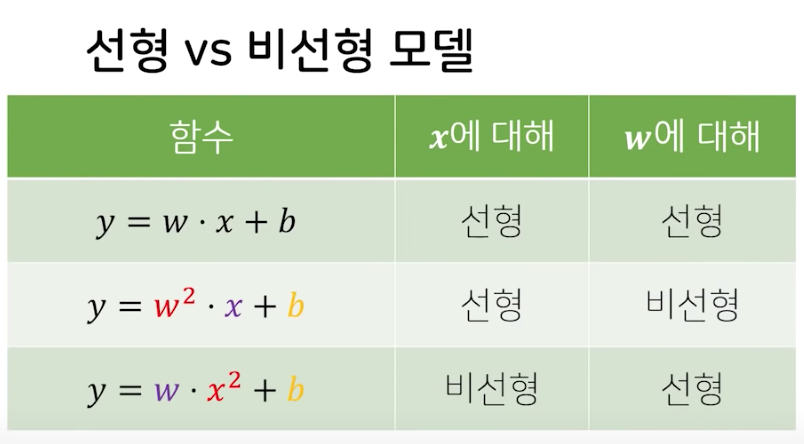 선형 vs 비선형 모델
함수 x에 대해 w에 대해
y = w · x + b 선형 선형
y = w² · x + b 선형 비선형
y = w · x² + b 비선형 선형